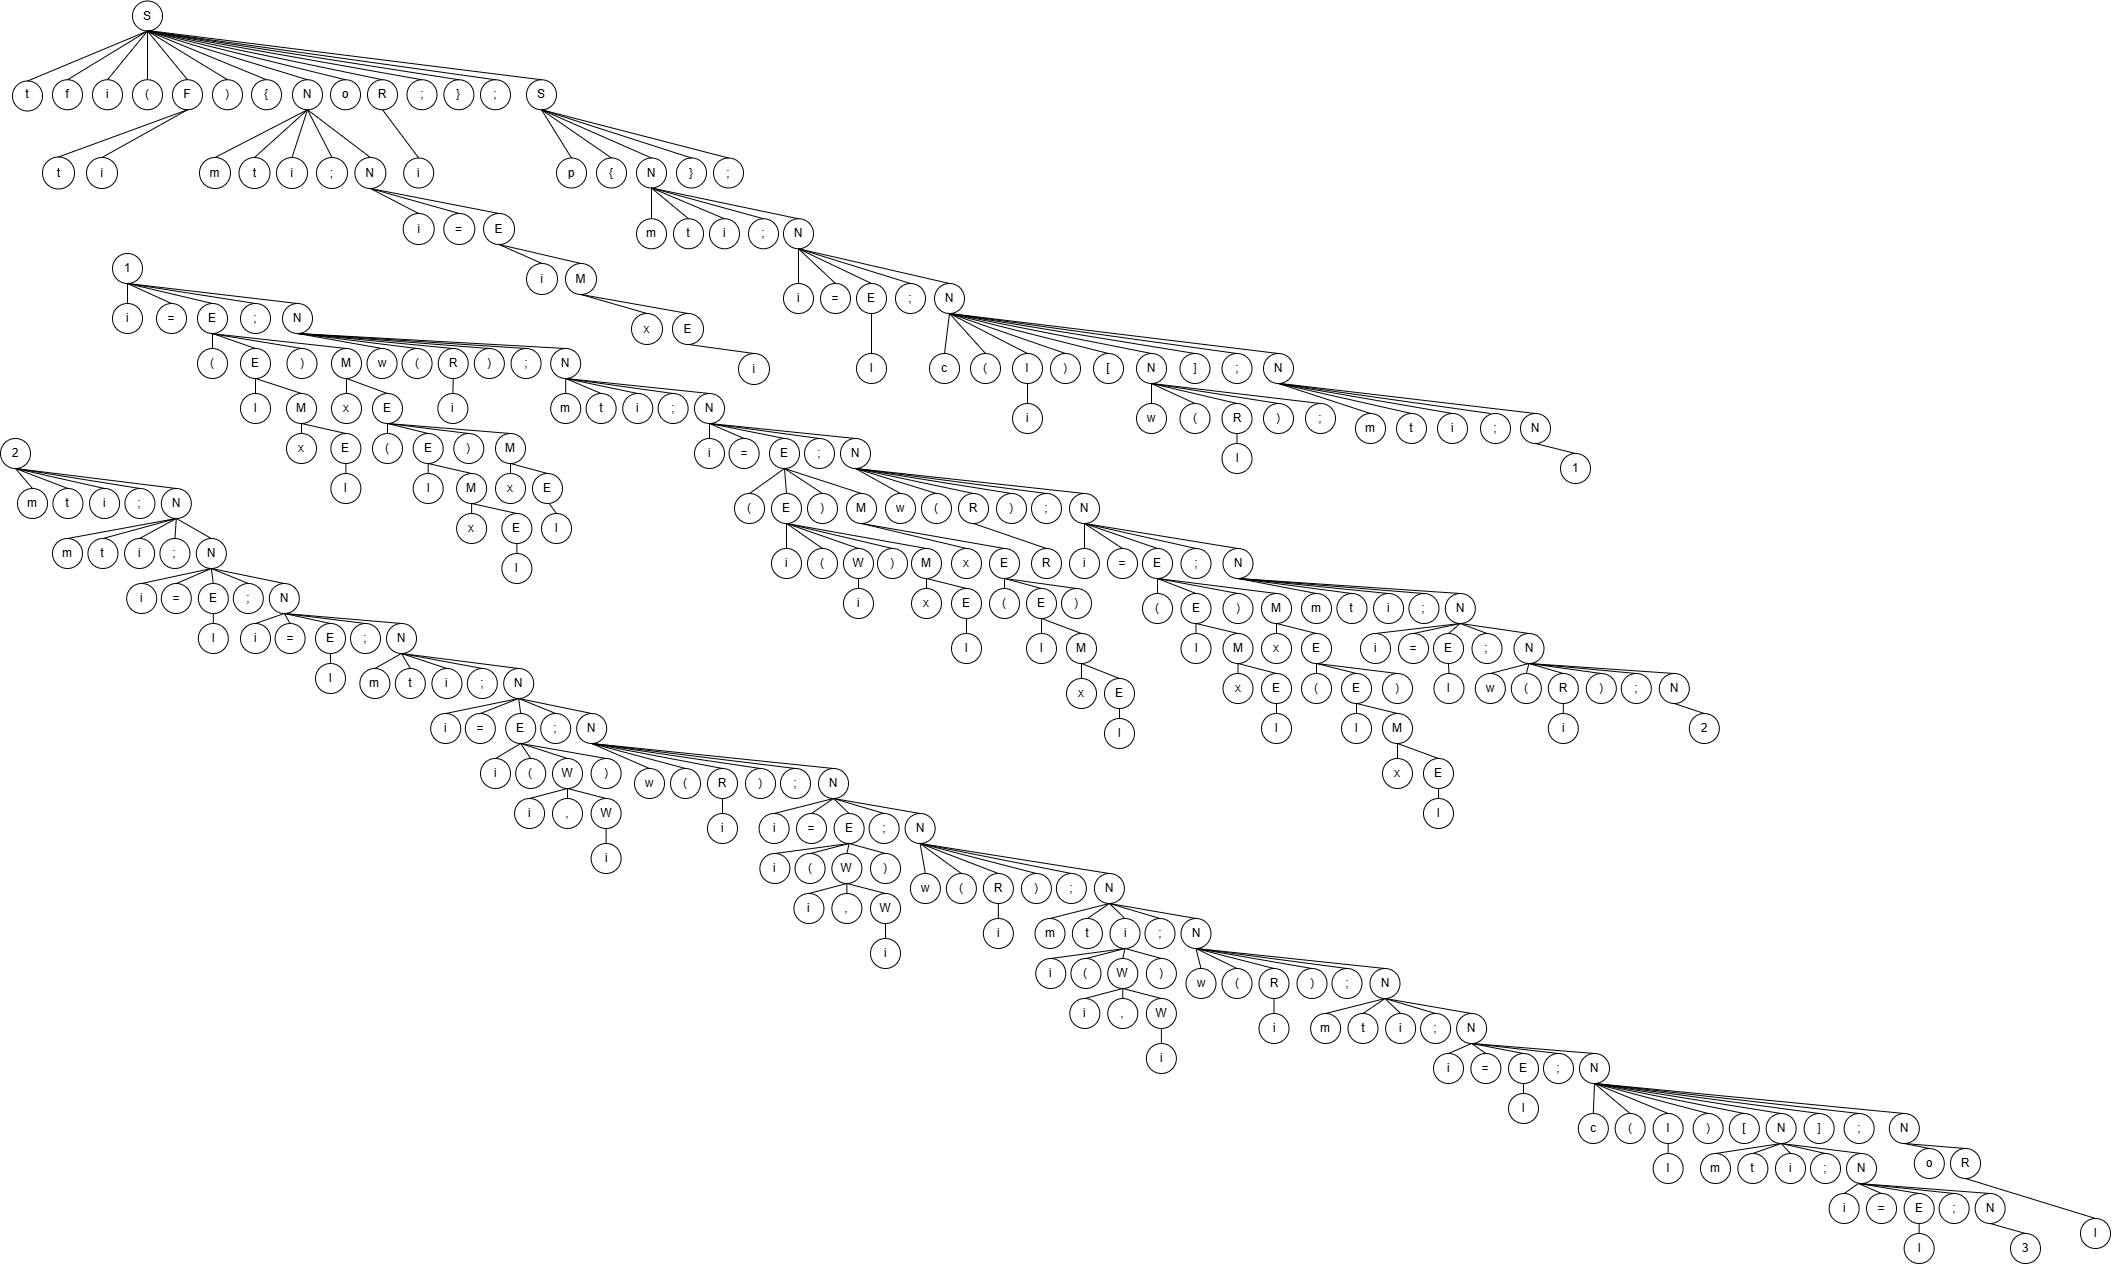 S
t f i ( F ) { N o R ; } ; S
t i m t i ; N i p { N } ;
i = E m t i ; N
1 i M i = E ; N
i = E ; N x E
( E ) M w ( R ) ; N i l c ( I ) [ N ] ; N
l M x E i m t i ; N i w ( R ) ; m t i ; N
2 x E ( E ) M i = E ; N l 1
m t i ; N l l M x E ( E ) M w ( R ) ; N
m t i ; N x E l i ( W ) M x E R i = E ; N
i = E ; N l i x E ( E ) ( E ) M m t i ; N
l i = E ; N l l M l M x E i = E ; N
l m t i ; N x E x E ( E ) l w ( R ) ; N
i = E ; N l l l M i 2
i ( W ) w ( R ) ; N x E
i , W i i = E ; N l
i i ( W ) w ( R ) ; N
i , W i m t i ; N
i i ( W ) w ( R ) ; N
i , W i m t i ; N
i i = E ; N
l c ( I ) [ N ] ; N
l m t i ; N o R
i = E ; N l
l 3